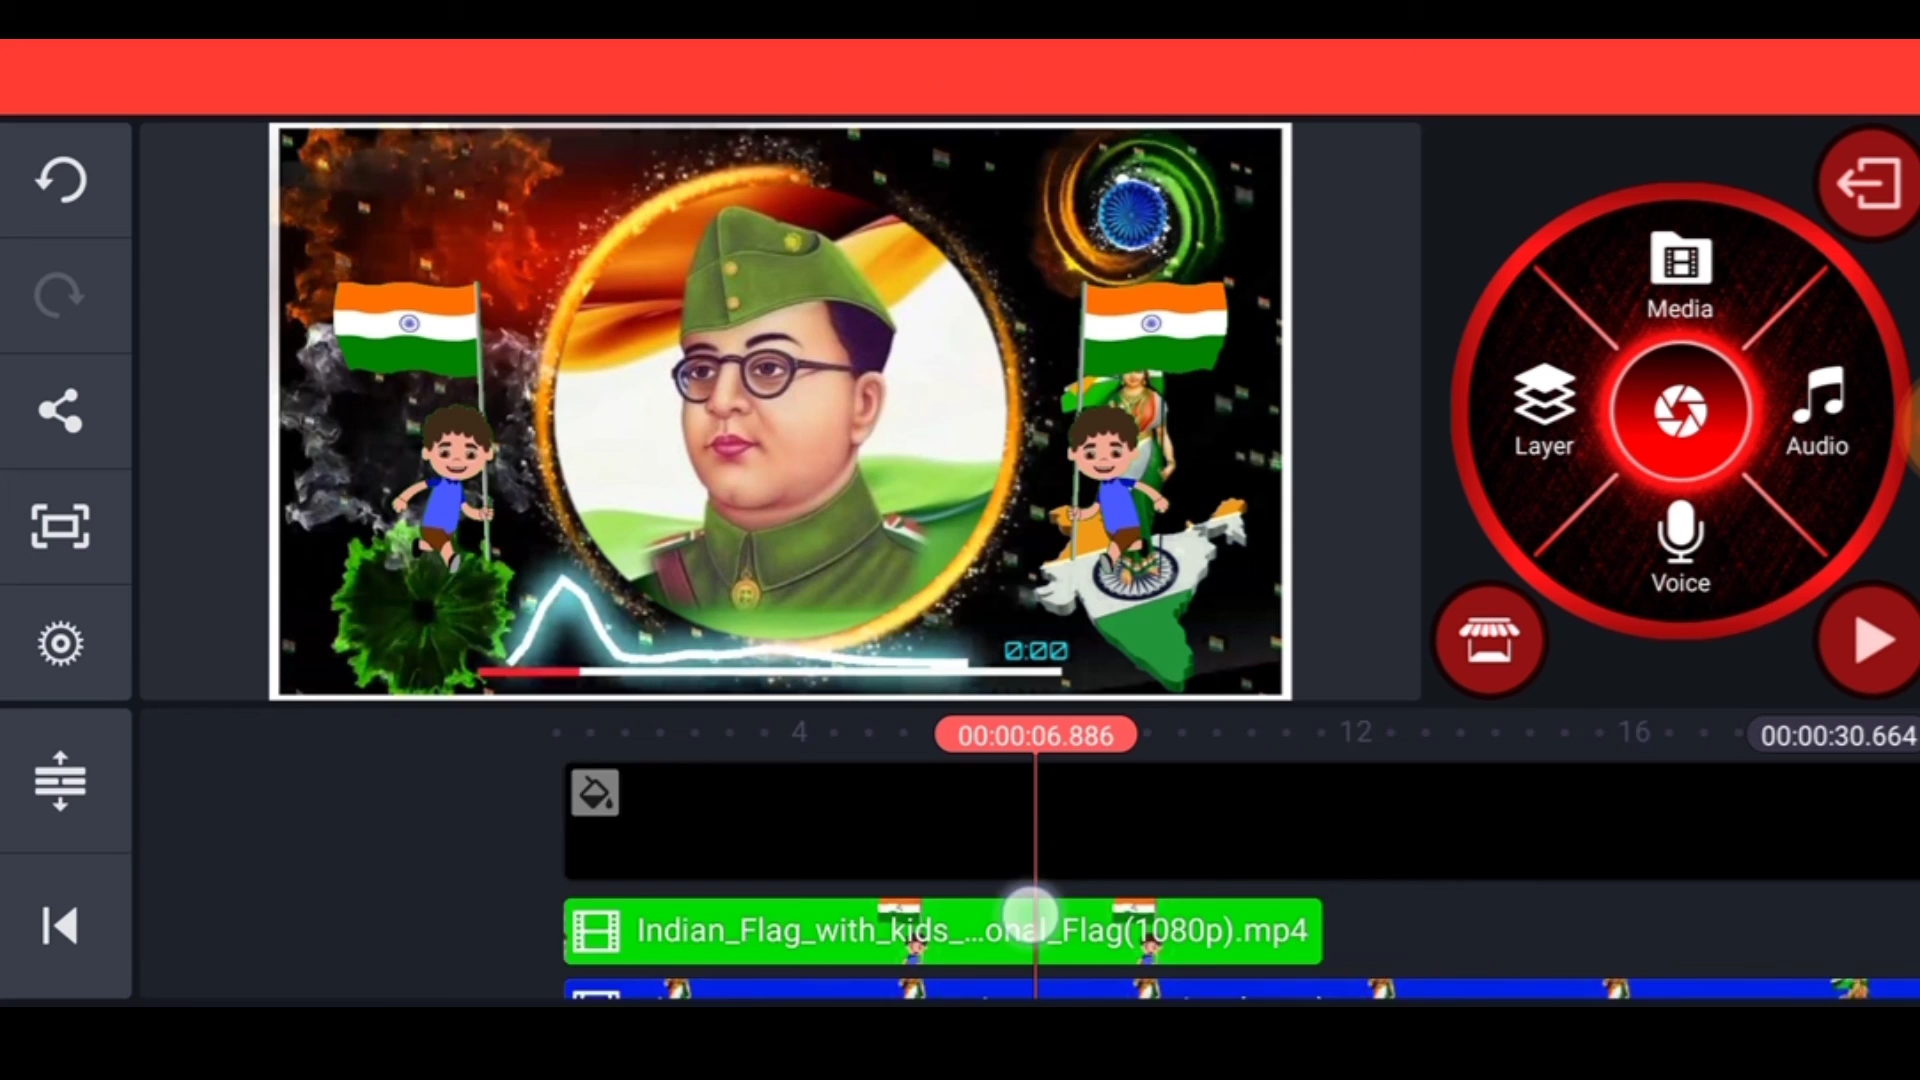 Media
Layer
Audio
Voice
0:00
4
00:00:06.886
12
16
00:00:30.664
Indian_Flag_with_kids_...onal_Flag(1080p).mp4